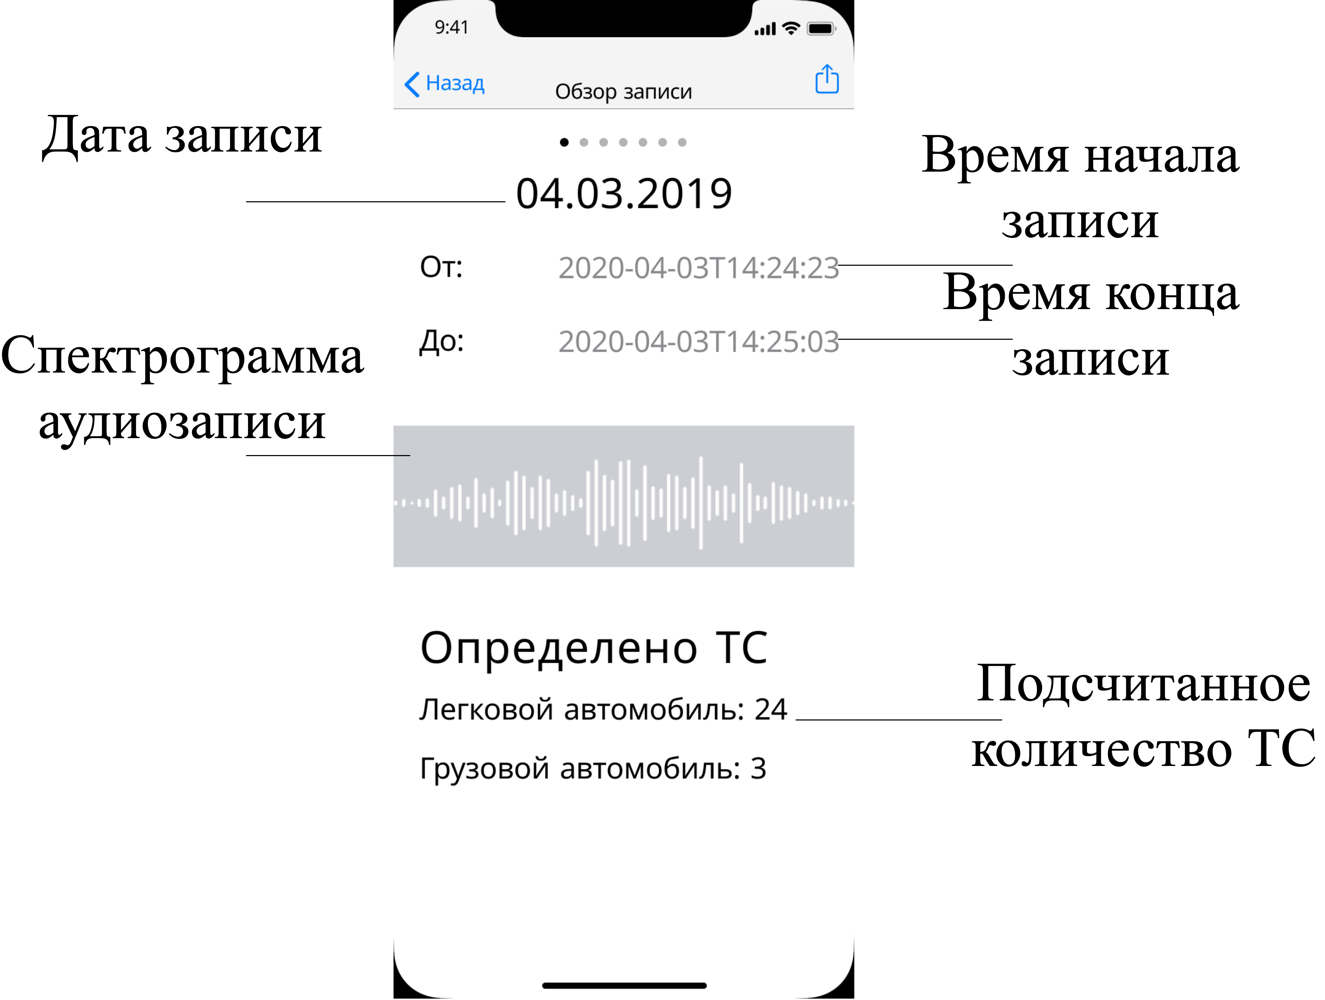 9:41
Назад
Обзор записи
Дата записи
04.03.2019
Время начала
записи
От: 2020-04-03T14:24:23
Время конца
записи
До: 2020-04-03T14:25:03
Спектрограмма
аудиозаписи
Определено ТС
Легковой автомобиль: 24
Грузовой автомобиль: 3
Подсчитанное
количество ТС